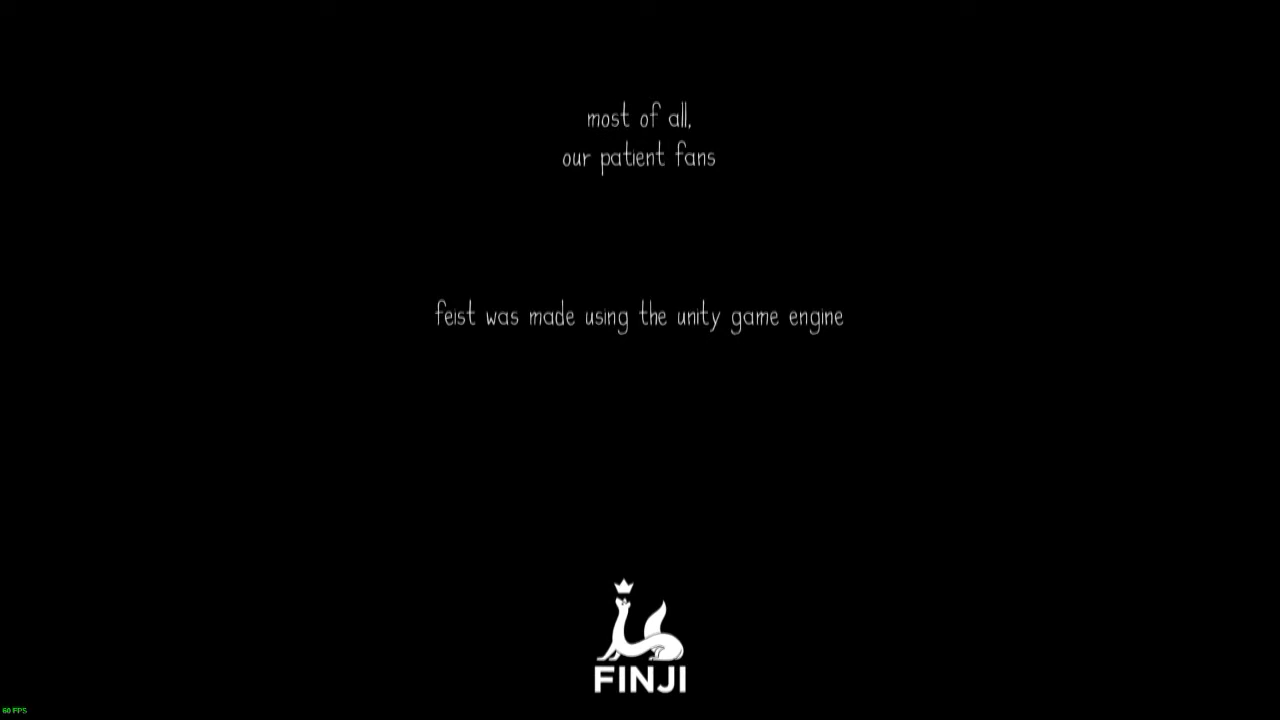 most of all,
our patient fans
feist was made using the unity game engine
FINJI
60 FPS